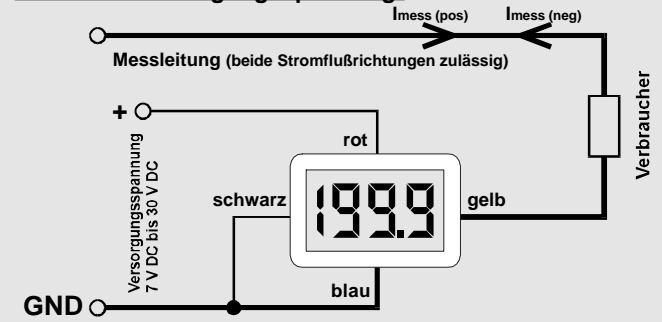 Imess (pos)
Imess (neg)
Messleitung (beide Stromflußrichtungen zulässig)
+
Versorgungsspannung
7 V DC bis 30 V DC
rot
Verbraucher
schwarz
199.9
gelb
blau
GND